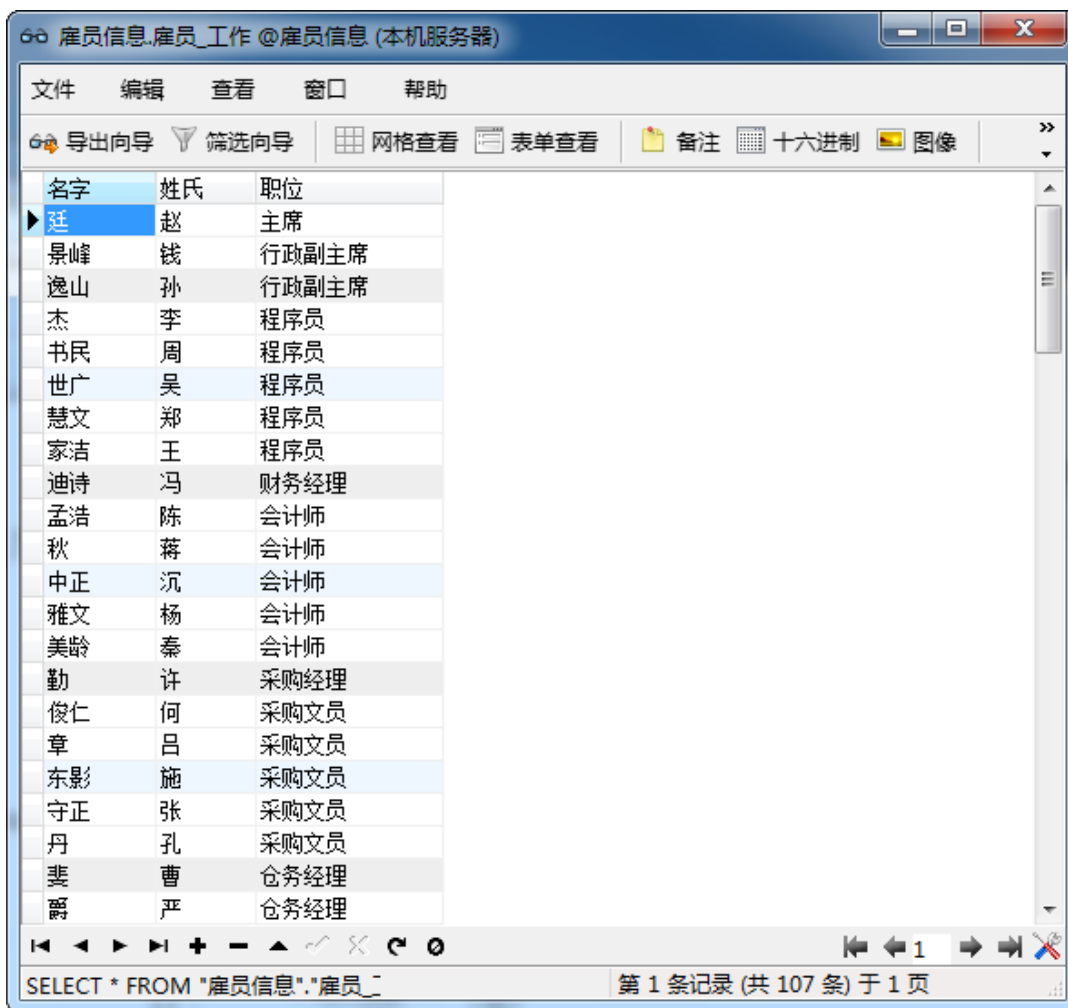 雇员信息.雇员_工作 @雇员信息 (本机服务器)
文件 编辑 查看 窗口 帮助
导出向导 筛选向导 网格查看 表单查看 备注 十六进制 图像
名字 姓氏 职位
廷 赵 主席
景峰 钱 行政副主席
逸山 孙 行政副主席
杰 李 程序员
书民 周 程序员
世广 吴 程序员
慧文 郑 程序员
家洁 王 程序员
迪诗 冯 财务经理
孟浩 陈 会计师
秋 蒋 会计师
中正 沉 会计师
雅文 杨 会计师
美龄 秦 会计师
勤 许 采购经理
俊仁 何 采购文员
章 吕 采购文员
东影 施 采购文员
守正 张 采购文员
丹 孔 采购文员
斐 曹 仓务经理
爵 严 仓务经理
1
SELECT * FROM "雇员信息"."雇员_ 第 1 条记录 (共 107 条) 于 1 页